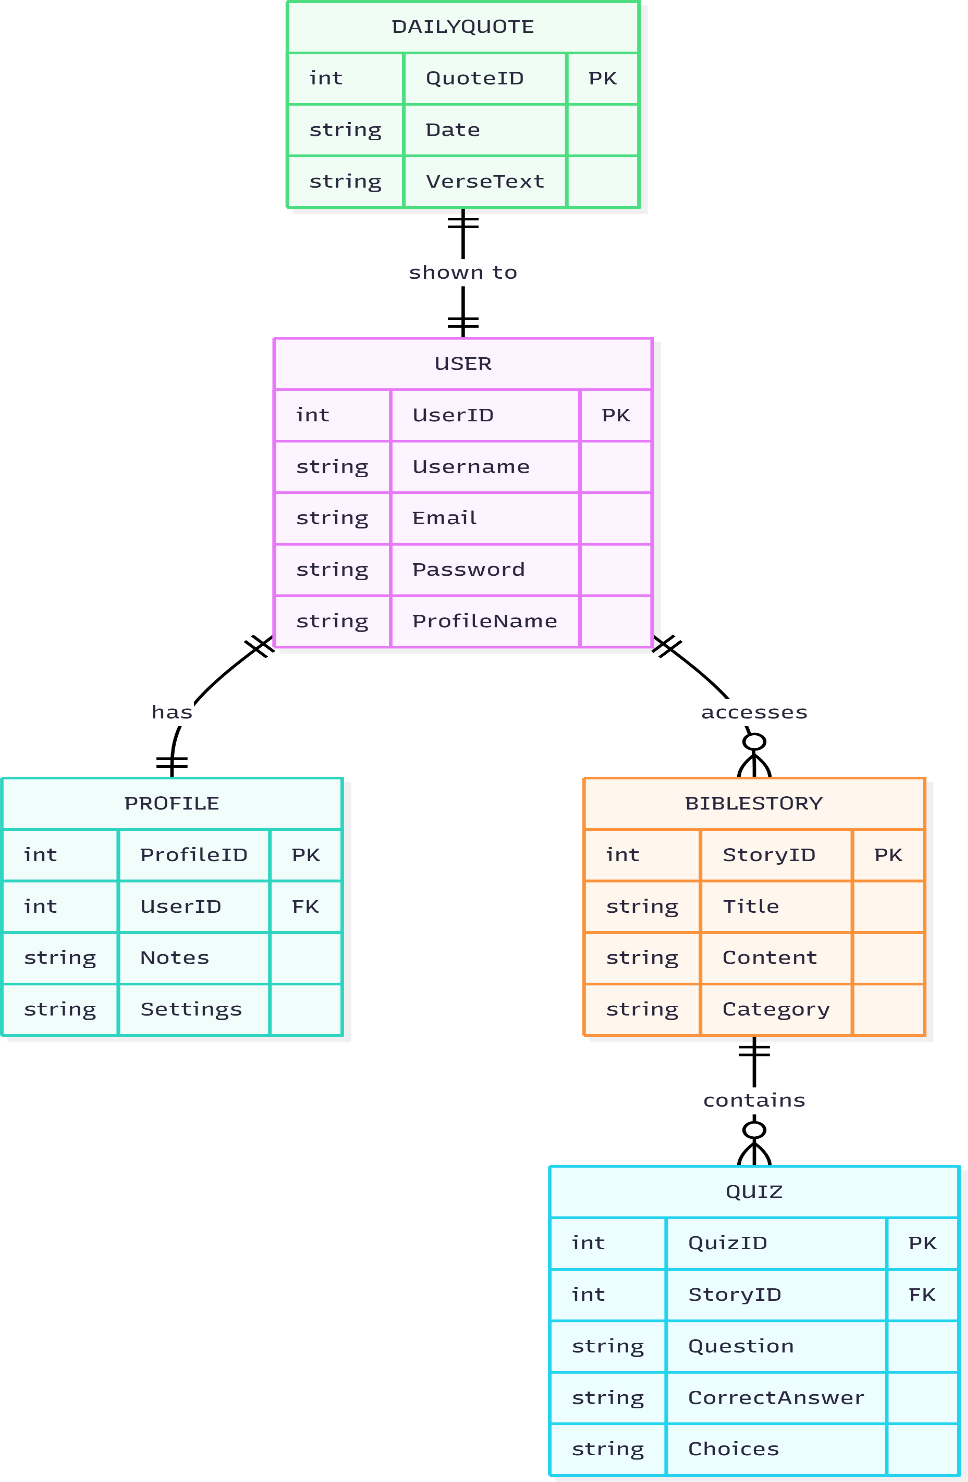 DAILYQUOTE
int QuoteID PK
string Date
string VerseText
shown to
USER
int UserID PK
string Username
string Email
string Password
string ProfileName
has
accesses
PROFILE
int ProfileID PK
int UserID FK
string Notes
string Settings
BIBLESTORY
int StoryID PK
string Title
string Content
string Category
contains
QUIZ
int QuizID PK
int StoryID FK
string Question
string CorrectAnswer
string Choices